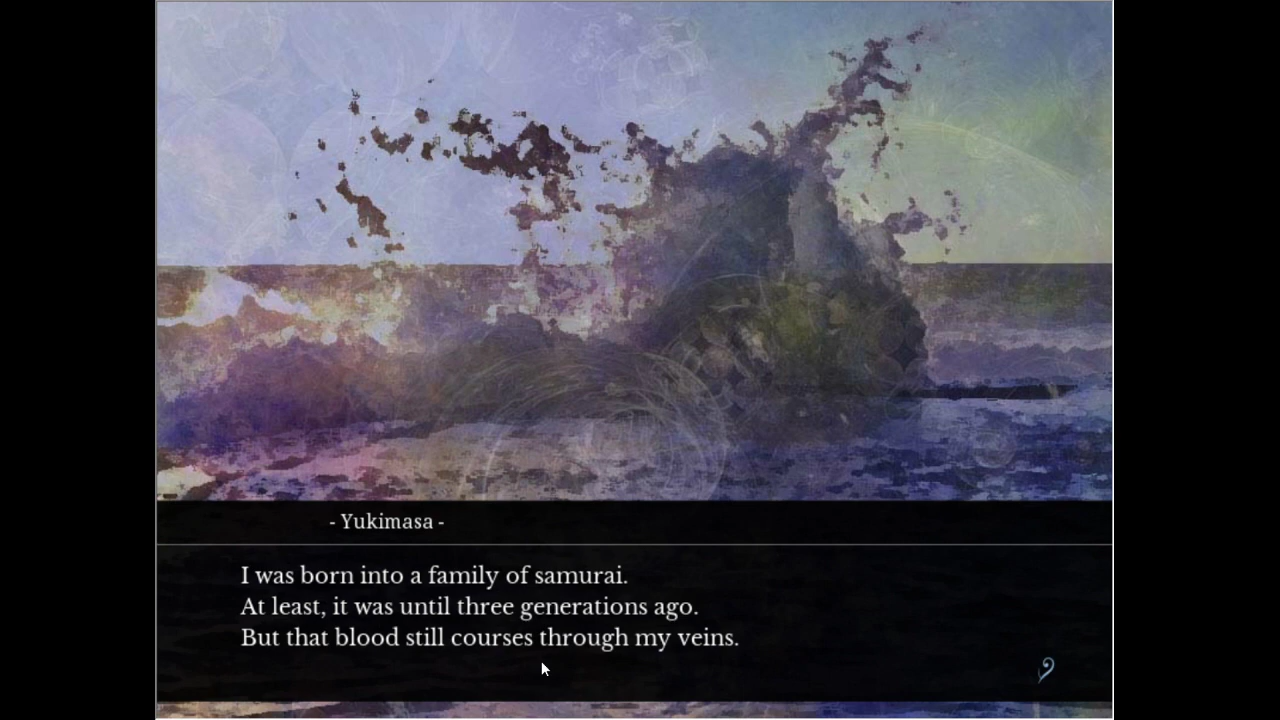 - Yukimasa -
I was born into a family of samurai.
At least, it was until three generations ago.
But that blood still courses through my veins.